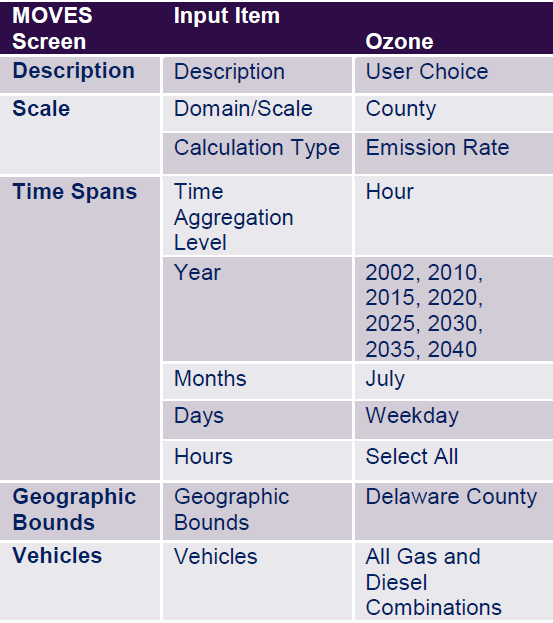 MOVES Screen Input Item Ozone
Description Description User Choice
Scale Domain/Scale County
Calculation Type Emission Rate
Time Spans Time Aggregation Level Hour
Year 2002, 2010, 2015, 2020, 2025, 2030, 2035, 2040
Months July
Days Weekday
Hours Select All
Geographic Bounds Geographic Bounds Delaware County
Vehicles Vehicles All Gas and Diesel Combinations